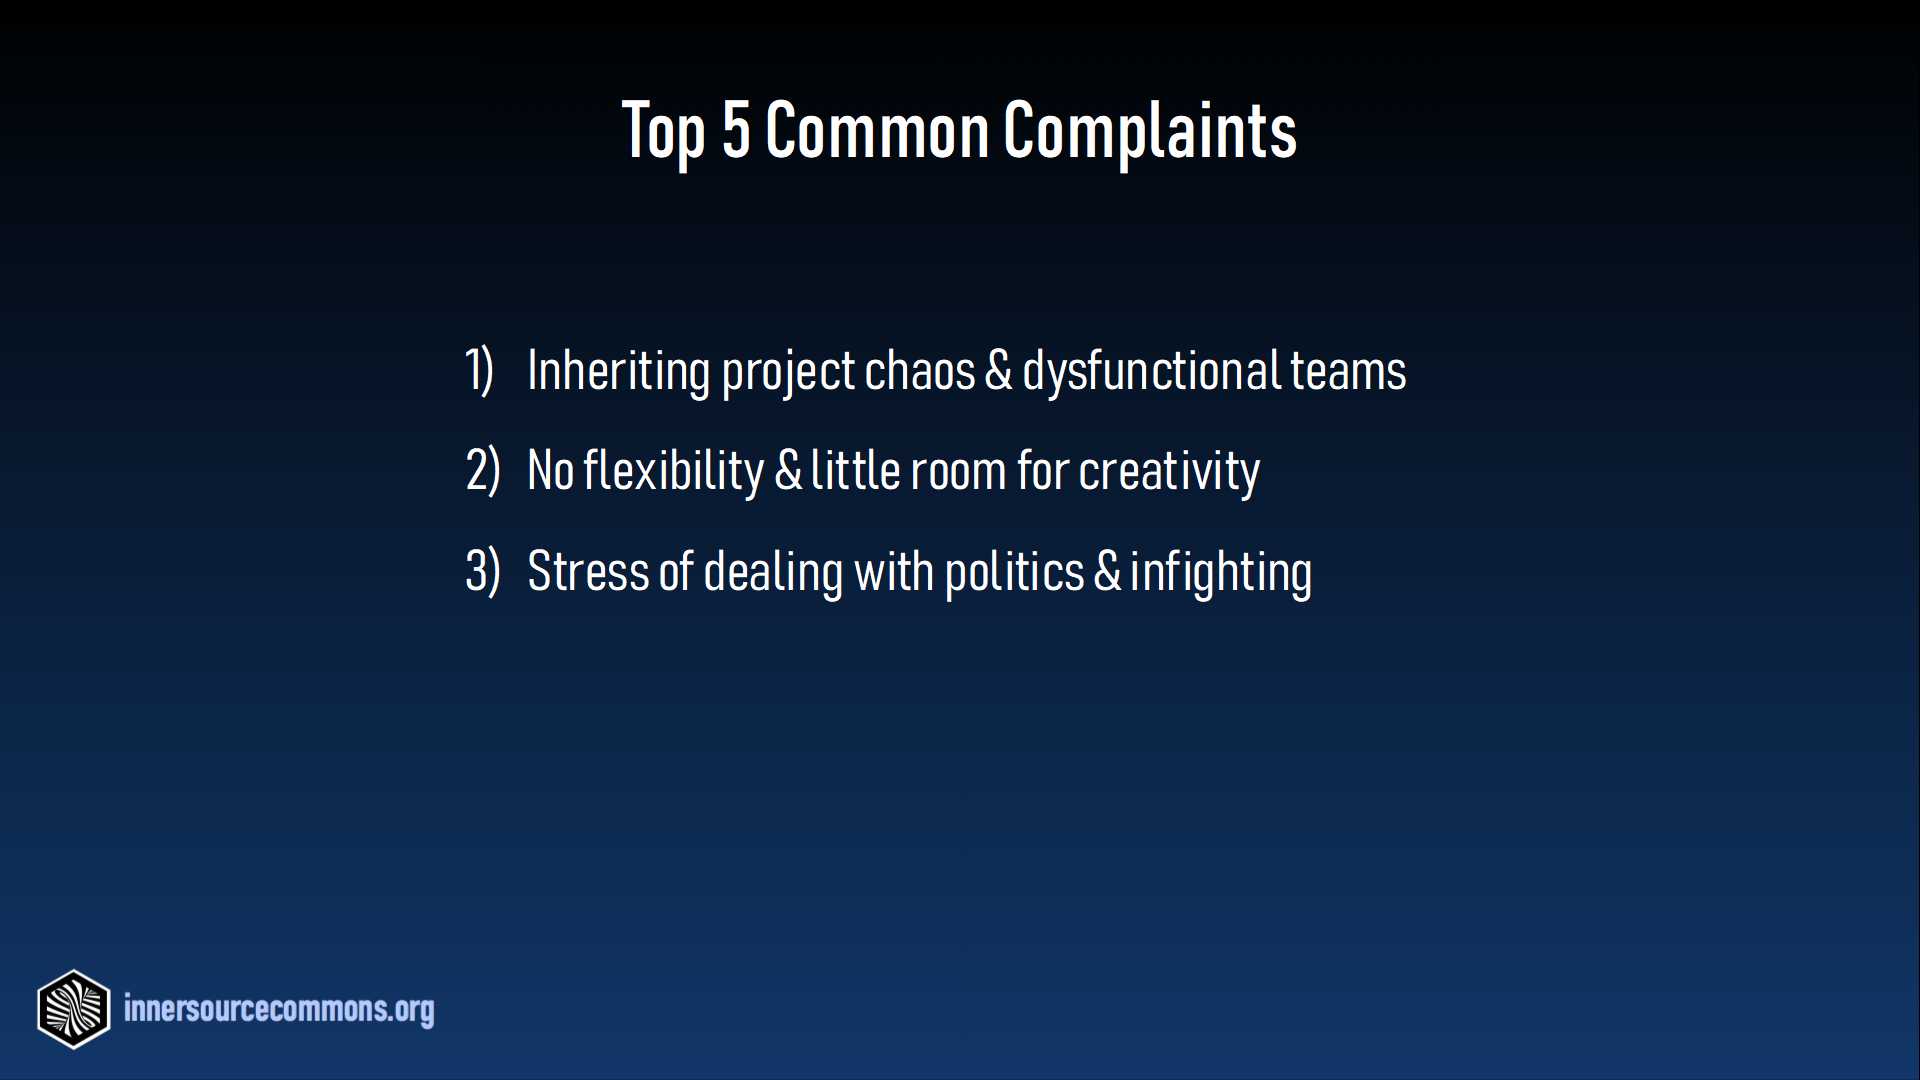 Top 5 Common Complaints
1) Inheriting project chaos & dysfunctional teams
2) No flexibility & little room for creativity
3) Stress of dealing with politics & infighting
innersourcecommons.org